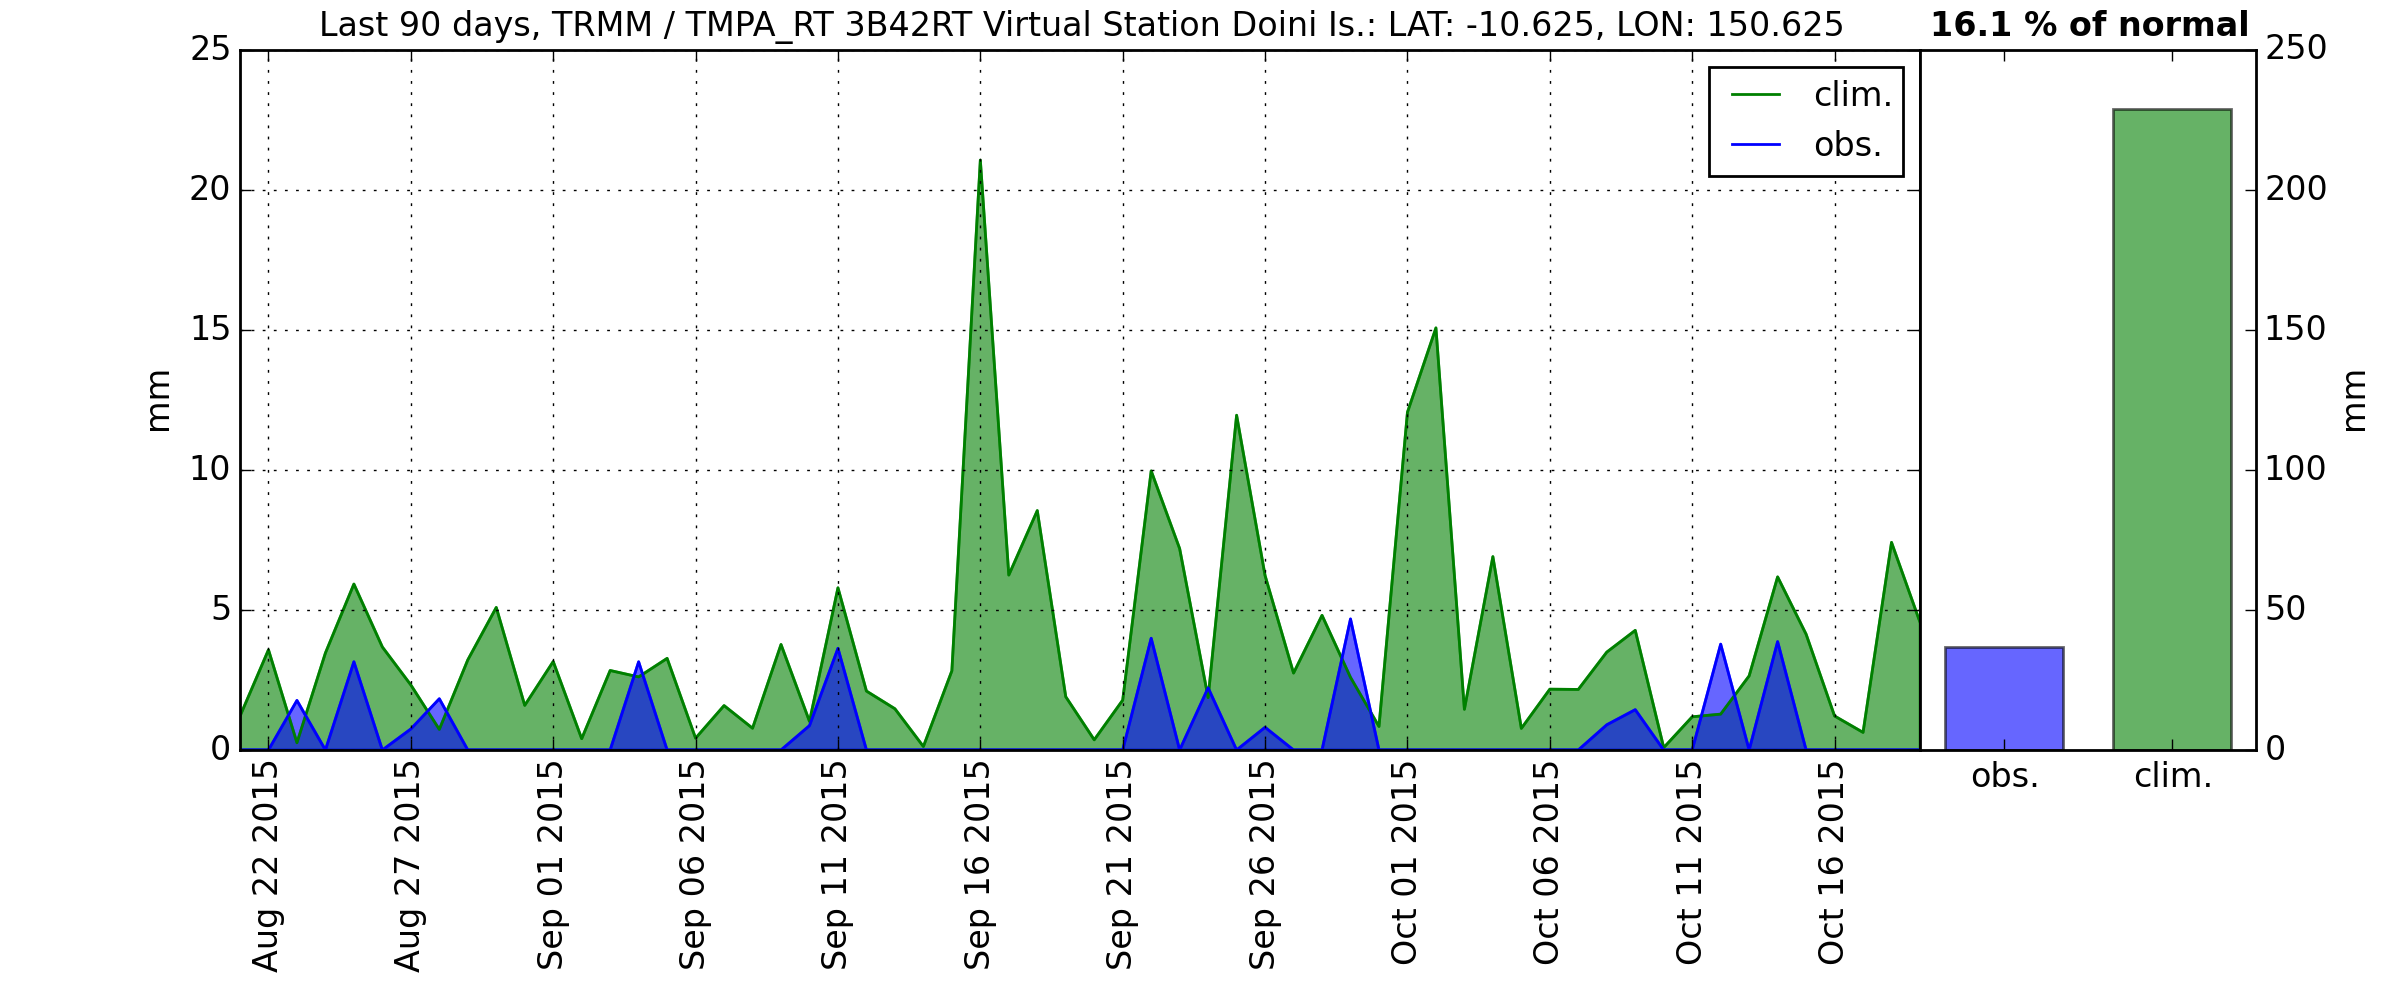 Last 90 days, TRMM / TMPA_RT 3B42RT Virtual Station Doini Is.: LAT: -10.625, LON: 150.625
16.1 % of normal
25
20
15
10
5
0
mm
clim.
obs.
Aug 22 2015
Aug 27 2015
Sep 01 2015
Sep 06 2015
Sep 11 2015
Sep 16 2015
Sep 21 2015
Sep 26 2015
Oct 01 2015
Oct 06 2015
Oct 11 2015
Oct 16 2015
obs.
clim.
250
200
150
100
50
0
mm